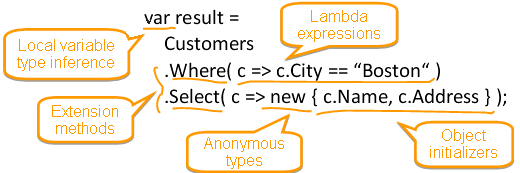 var result =
Customers
.Where( c => c.City == “Boston“ )
.Select( c => new { c.Name, c.Address } );
Local variable
type inference
Lambda
expressions
Extension
methods
Anonymous
types
Object
initializers